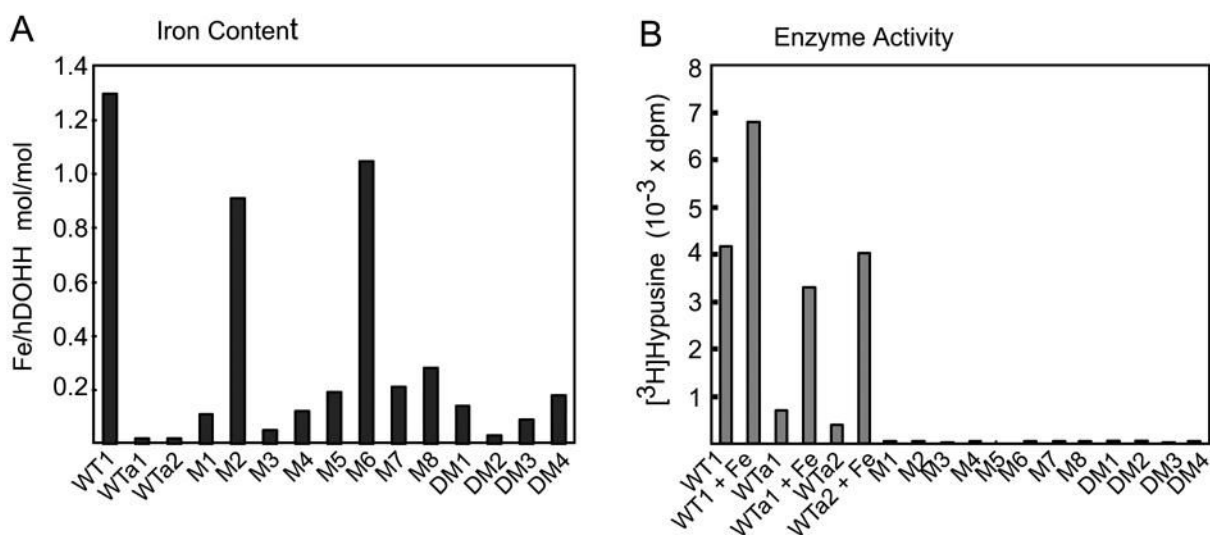 A
Iron Content
Fe/hDOHH mol/mol
1.4
1.2
1.0
0.8
0.6
0.4
0.2
WT1
WTa1
WTa2
M1
M2
M3
M4
M5
M6
M7
M8
DM1
DM2
DM3
DM4
B
Enzyme Activity
[³H]Hypusine (10⁻³ x dpm)
8
7
6
5
4
3
2
1
WT1
WT1 + Fe
WTa1
WTa1 + Fe
WTa2
WTa2 + Fe
M1
M2
M3
M4
M5
M6
M7
M8
DM1
DM2
DM3
DM4